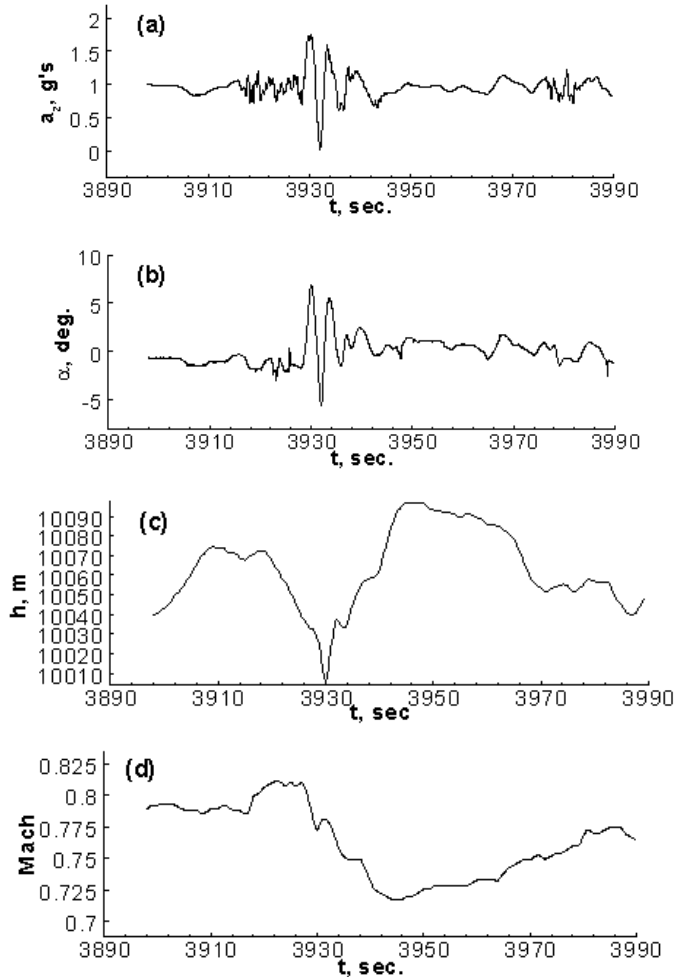 (a)
2
1.5
1
0.5
0
a_z, g's
3890 3910 3930 3950 3970 3990
t, sec.
(b)
10
5
0
-5
α, deg.
3890 3910 3930 3950 3970 3990
t, sec.
(c)
10090
10070
10060
10050
10040
10020
10010
h, m
3890 3910 3930 3950 3970 3990
t, sec
(d)
0.825
0.8
0.775
0.75
0.725
0.7
Mach
3890 3910 3930 3950 3970 3990
t, sec.